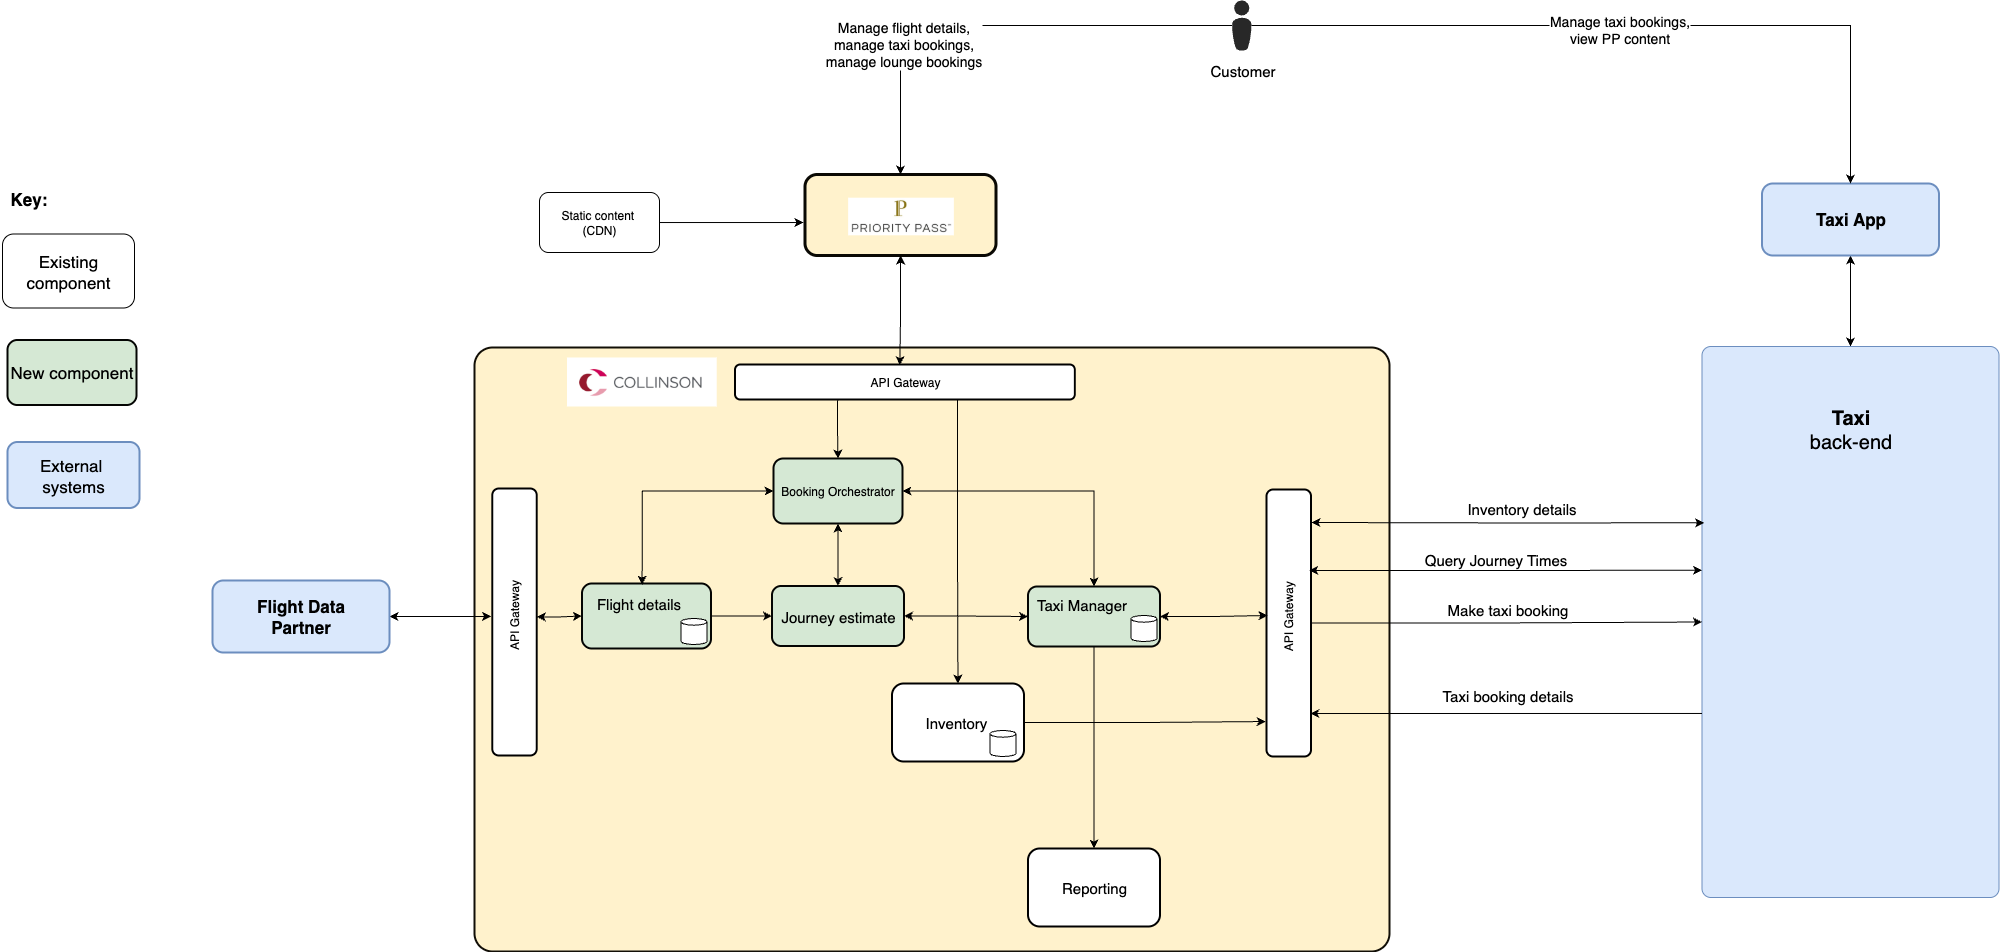 Manage flight details,
manage taxi bookings,
manage lounge bookings
Customer
Manage taxi bookings,
view PP content
Key:
Existing
component
New component
External
systems
Static content
(CDN)
P
PRIORITY PASS™
Taxi App
COLLINSON
API Gateway
Taxi
back-end
Booking Orchestrator
Inventory details
Query Journey Times
Make taxi booking
Taxi booking details
Flight Data
Partner
API Gateway
Flight details
Journey estimate
Taxi Manager
API Gateway
Inventory
Reporting